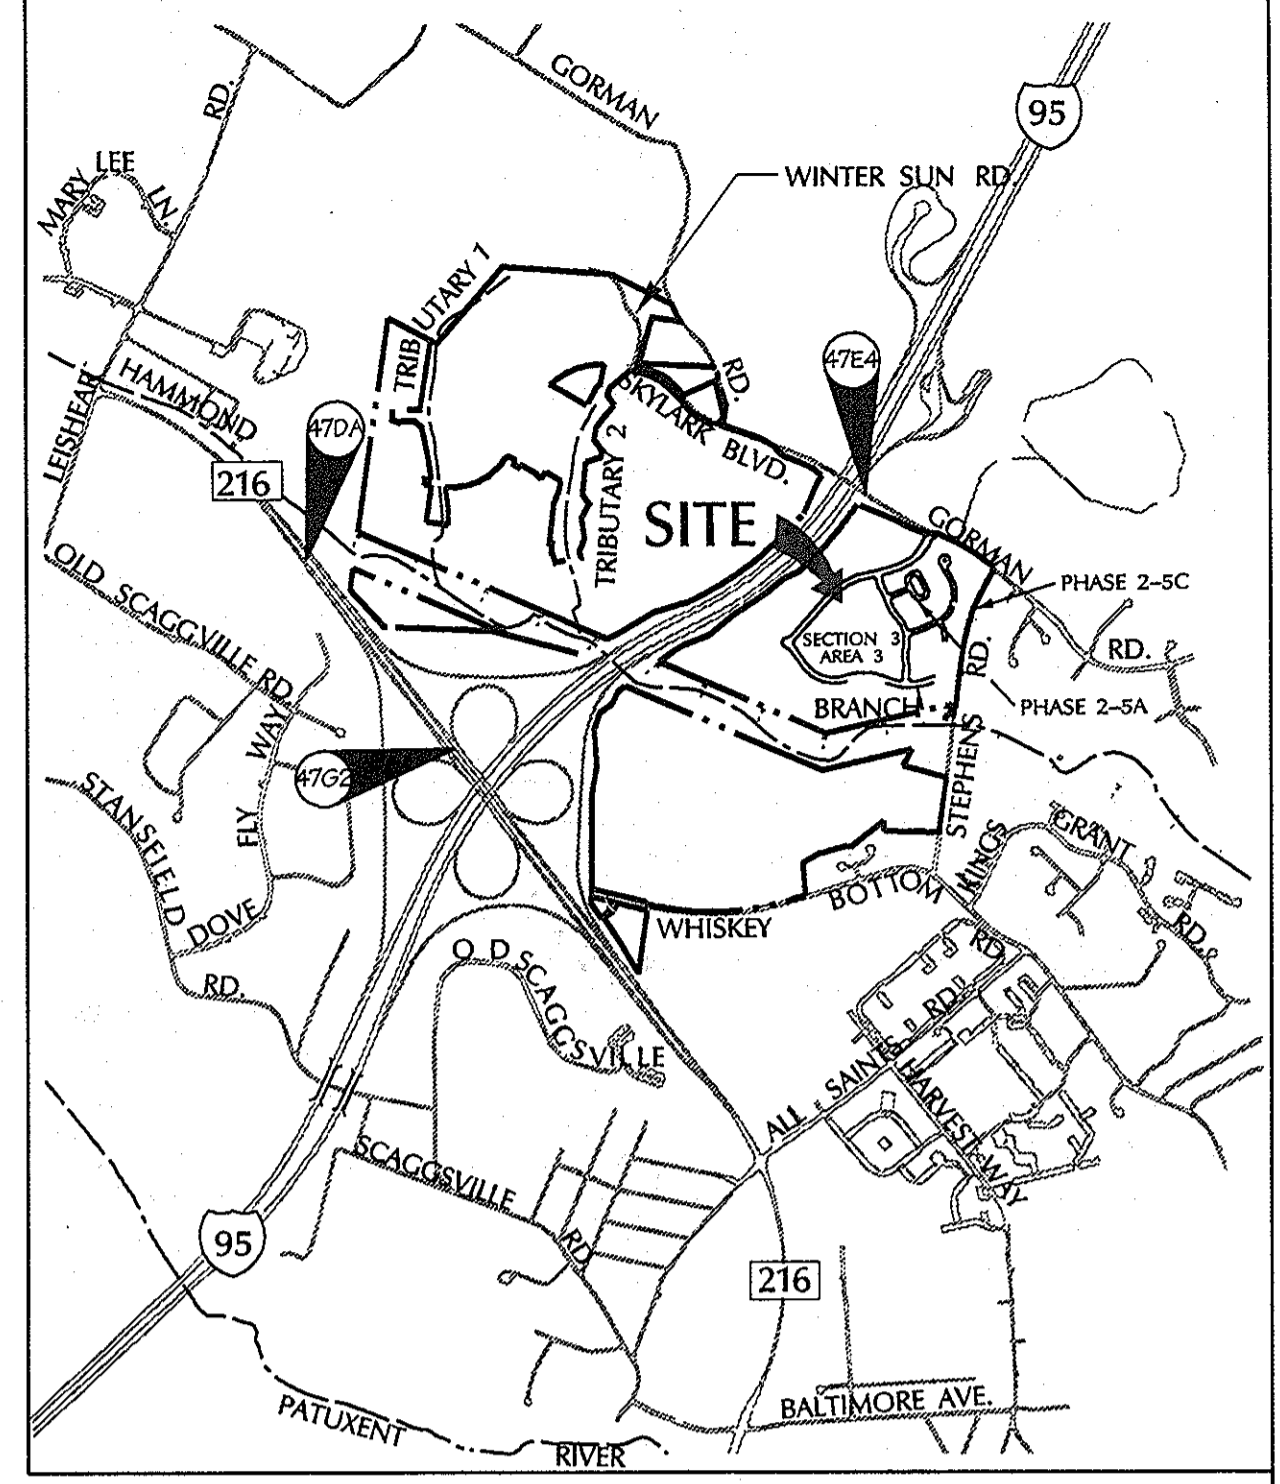 GORMAN
95
RD.
WINTER SUN RD.
MARY LEE LN.
TRIBUTARY 1
47E4
RD.
HAMMOND
LEISHEAR
SKYLARK BLVD.
47DA
216
TRIBUTARY 2
SITE
GORMAN
OLD SCAGGVILLE RD.
PHASE 2-5C
SECTION 3
AREA 3
RD.
RD.
BRANCH
PHASE 2-5A
FLY WAY
47G2
STEPHENS
STANSFIELD
KINGS
GRANT
DOVE
BOTTOM
WHISKEY
RD.
RD.
RD.
O D SCAGGSVILLE
RD.
ALL SAINTS
HARVEST WAY
SCAGGSVILLE
RD.
95
216
BALTIMORE AVE.
PATUXENT
RIVER